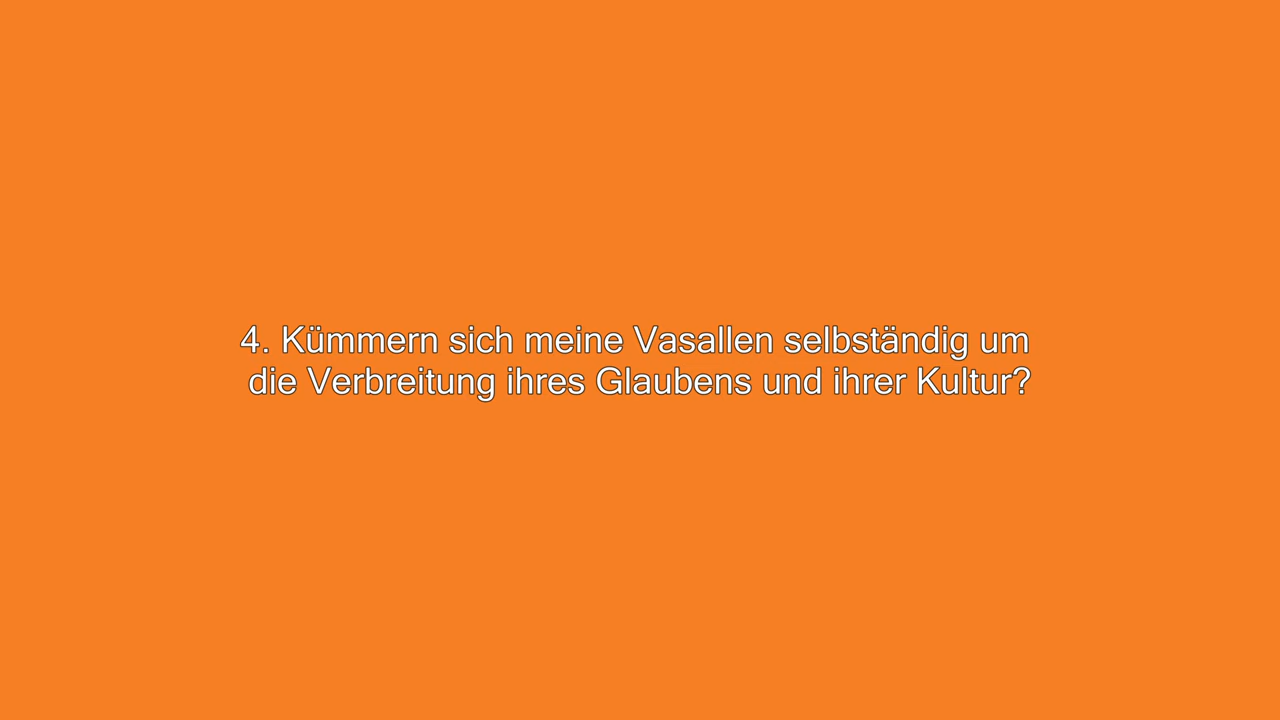 4. Kümmern sich meine Vasallen selbständig um
die Verbreitung ihres Glaubens und ihrer Kultur?